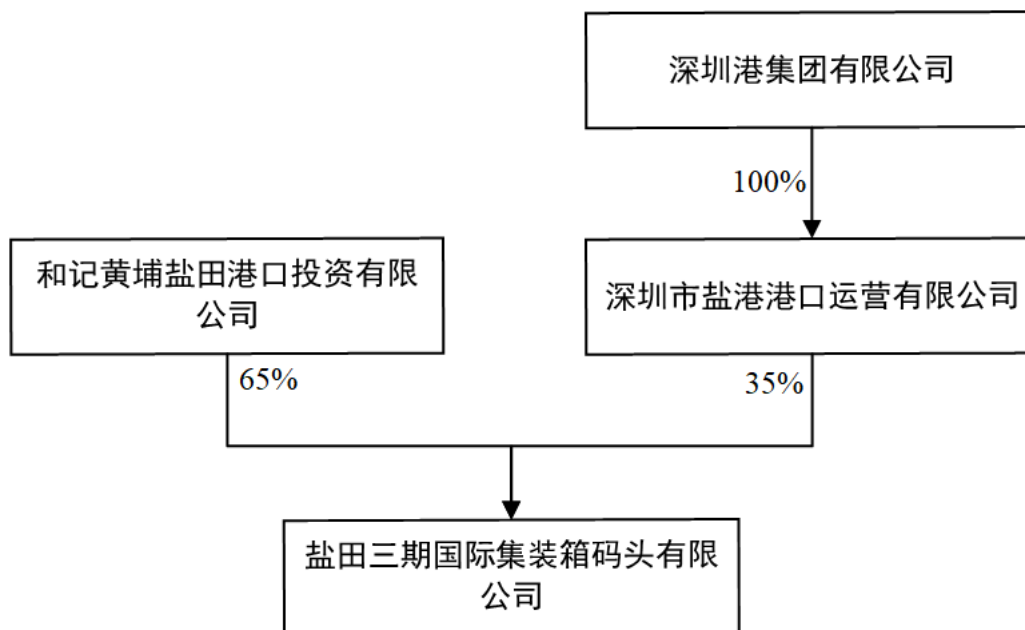 深圳港集团有限公司
100%
和记黄埔盐田港口投资有限
公司
深圳市盐港港口运营有限公司
65%
35%
盐田三期国际集装箱码头有限
公司